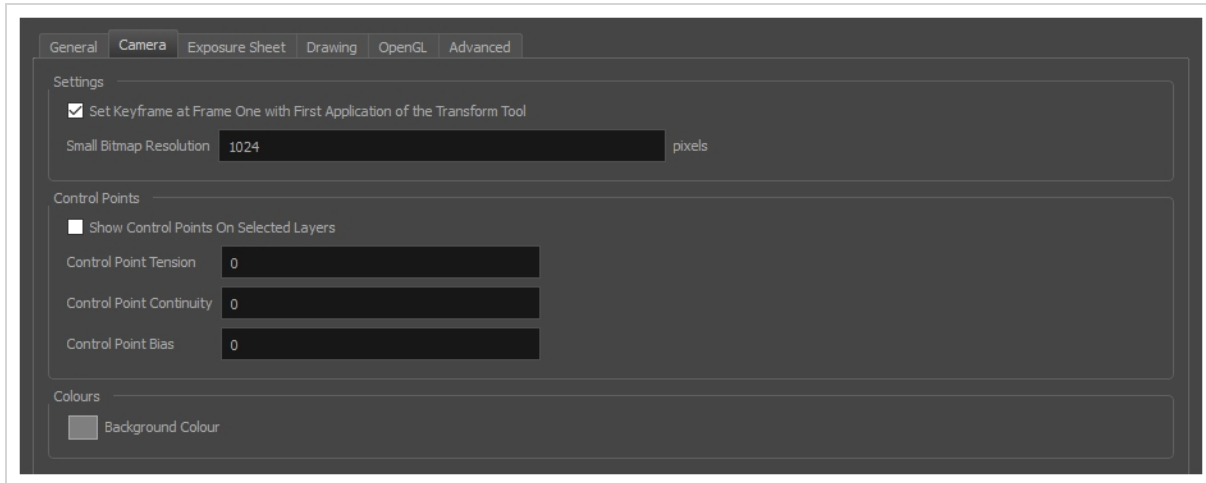 General Camera Exposure Sheet Drawing OpenGL Advanced
Settings
Set Keyframe at Frame One with First Application of the Transform Tool
Small Bitmap Resolution 1024 pixels
Control Points
Show Control Points On Selected Layers
Control Point Tension 0
Control Point Continuity 0
Control Point Bias 0
Colours
Background Colour